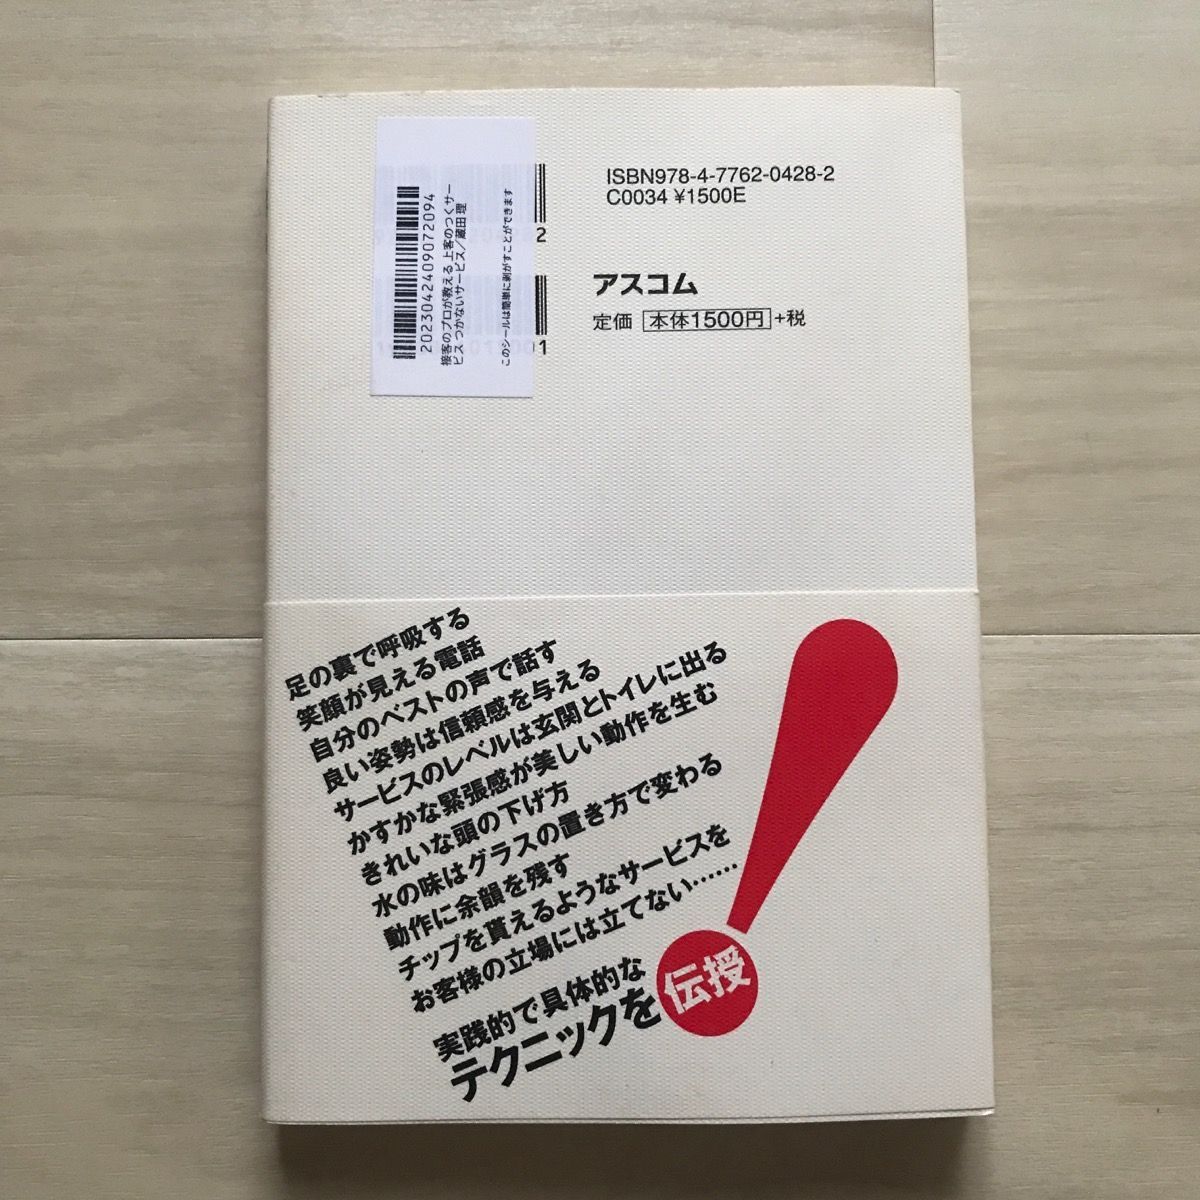 ISBN978-4-7762-0428-2
C0034 ¥1500E
アスコム
定価 本体1500円+税
2023042409072094
接客のプロが教える 上客のつくサー
ビス つかないサービス／蔵田 理
このシールは簡単に剥がすことができます
2
1
足の裏で呼吸する
笑顔が見える電話
自分のベストの声で話す
良い姿勢は信頼感を与える
サービスのレベルは玄関とトイレに出る
かすかな緊張感が美しい動作を生む
きれいな頭の下げ方
水の味はグラスの置き方で変わる
動作に余韻を残す
チップを貰えるようなサービスを
お客様の立場には立てない……
実践的で具体的な
テクニックを
伝授